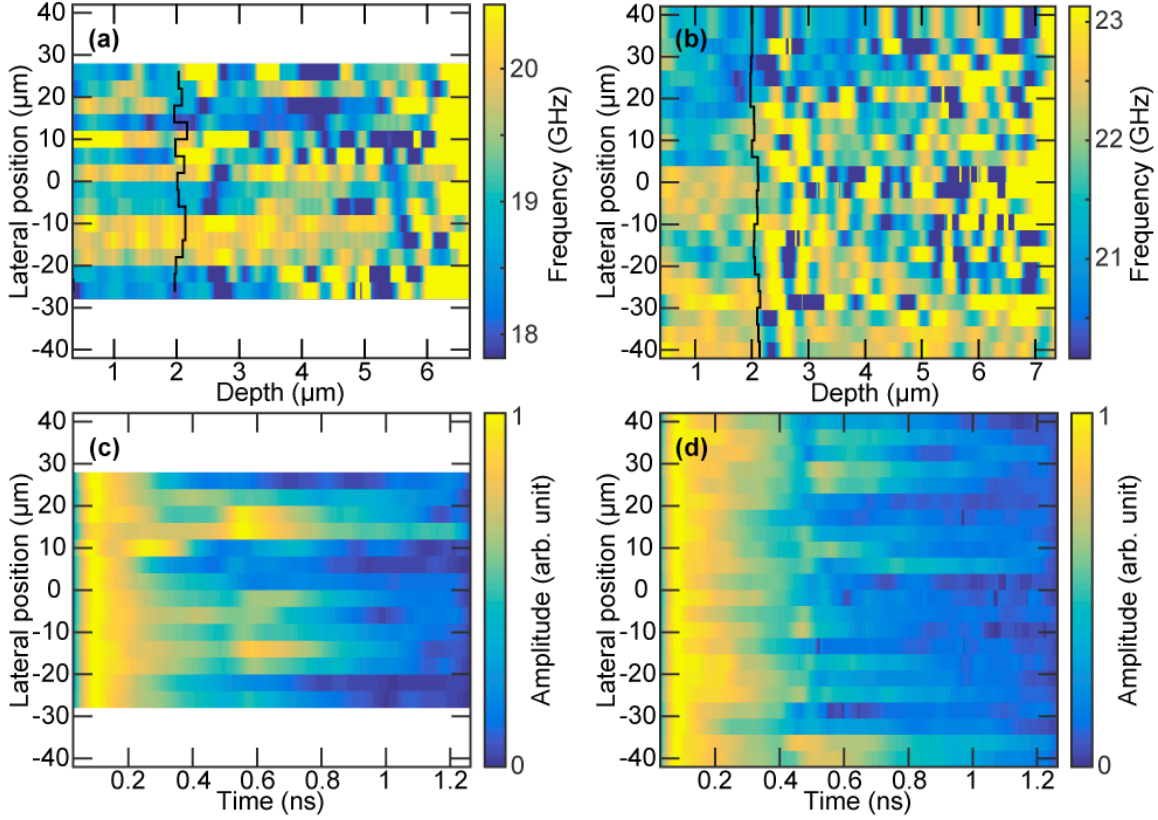 (a)
40
30
20
10
0
-10
-20
-30
-40
Lateral position (µm)
1 2 3 4 5 6
Depth (µm)
20
19
18
Frequency (GHz)
(b)
40
30
20
10
0
-10
-20
-30
-40
Lateral position (µm)
1 2 3 4 5 6 7
Depth (µm)
23
22
21
Frequency (GHz)
(c)
40
30
20
10
0
-10
-20
-30
-40
Lateral position (µm)
0.2 0.4 0.6 0.8 1 1.2
Time (ns)
1
0
Amplitude (arb. unit)
(d)
40
30
20
10
0
-10
-20
-30
-40
Lateral position (µm)
0.2 0.4 0.6 0.8 1 1.2
Time (ns)
1
0
Amplitude (arb. unit)